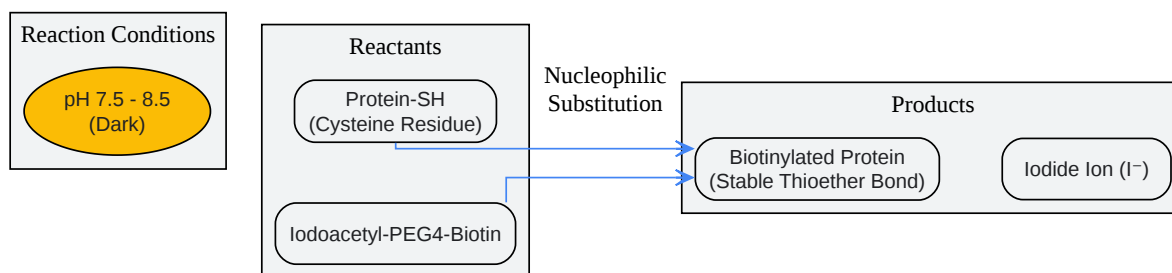 Reaction Conditions
pH 7.5 - 8.5
(Dark)
Reactants
Protein-SH
(Cysteine Residue)
Iodoacetyl-PEG4-Biotin
Nucleophilic
Substitution
Products
Biotinylated Protein
(Stable Thioether Bond)
Iodide Ion (I⁻)